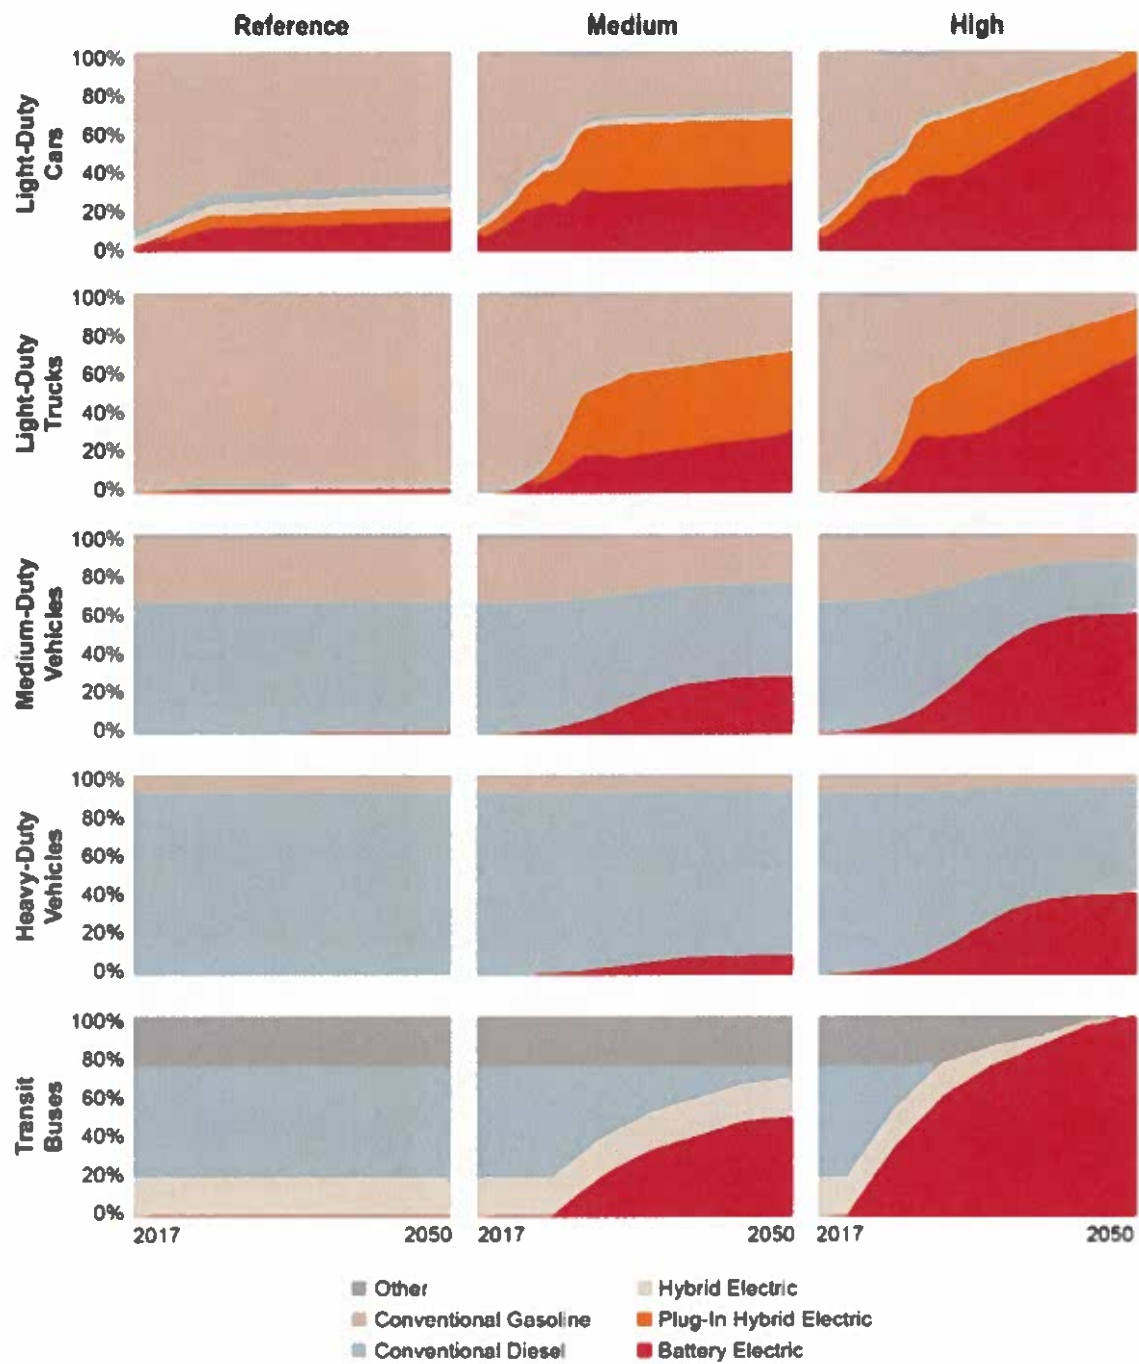 Reference Medium High
Light-Duty
Cars
100%
80%
60%
40%
20%
0%
Light-Duty
Trucks
100%
80%
60%
40%
20%
0%
Medium-Duty
Vehicles
100%
80%
60%
40%
20%
0%
Heavy-Duty
Vehicles
100%
80%
60%
40%
20%
0%
Transit
Buses
100%
80%
60%
40%
20%
0%
2017 2050 2017 2050 2017 2050
Other Hybrid Electric
Conventional Gasoline Plug-In Hybrid Electric
Conventional Diesel Battery Electric